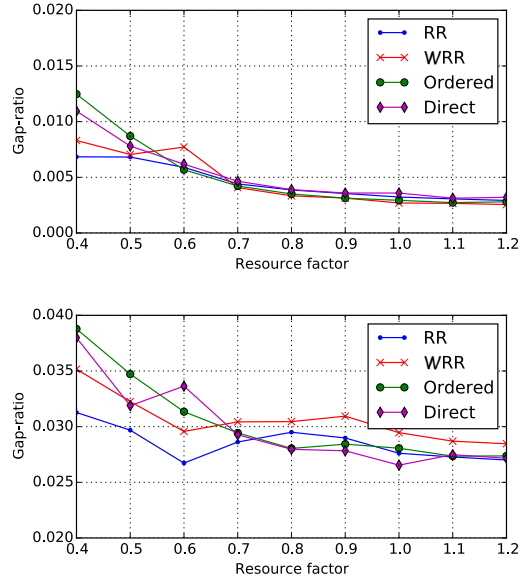 0.020
0.015
0.010
0.005
0.000
Gap-ratio
RR
WRR
Ordered
Direct
0.4 0.5 0.6 0.7 0.8 0.9 1.0 1.1 1.2
Resource factor
0.040
0.035
0.030
0.025
0.020
Gap-ratio
RR
WRR
Ordered
Direct
0.4 0.5 0.6 0.7 0.8 0.9 1.0 1.1 1.2
Resource factor